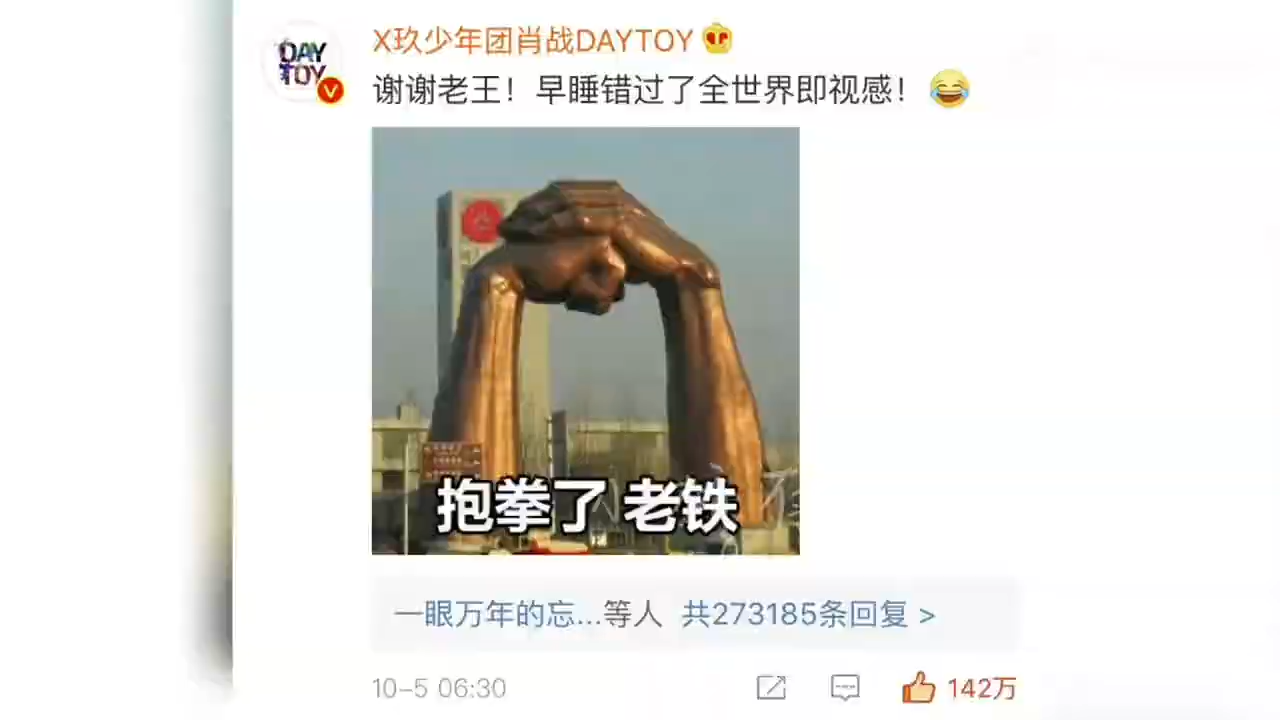 DAY
TOY
X玖少年团肖战DAYTOY
谢谢老王！早睡错过了全世界即视感！
抱拳了 老铁
一眼万年的忘...等人 共273185条回复 >
10-5 06:30
142万